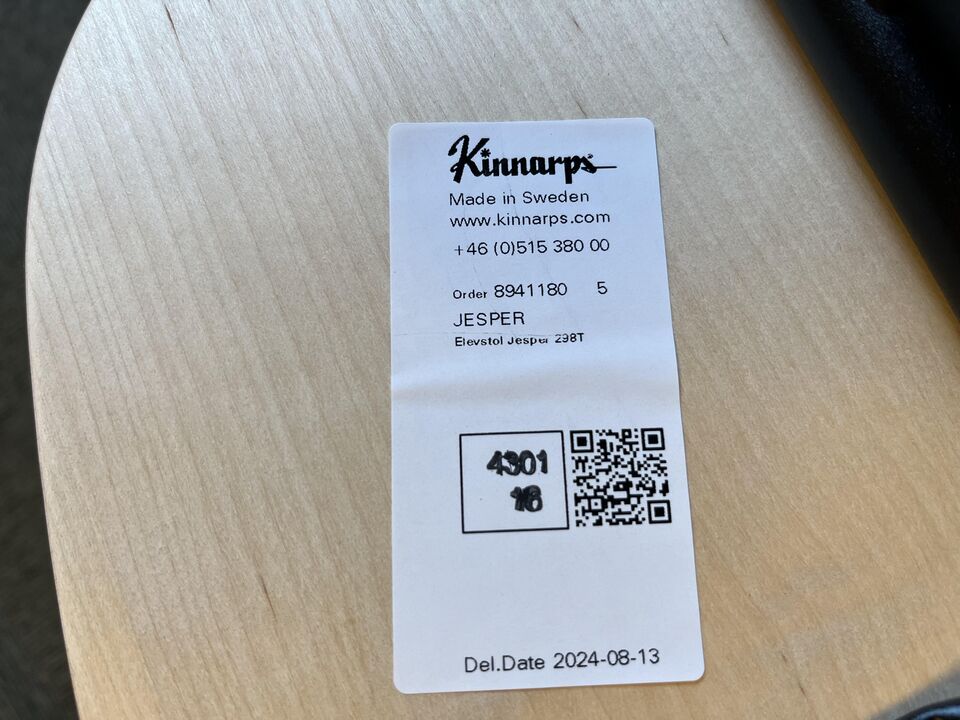 Kinnarps
Made in Sweden
www.kinnarps.com
+46 (0)515 380 00
Order 8941180 5
JESPER
Elevstol Jesper 298T
4301
16
Del.Date 2024-08-13